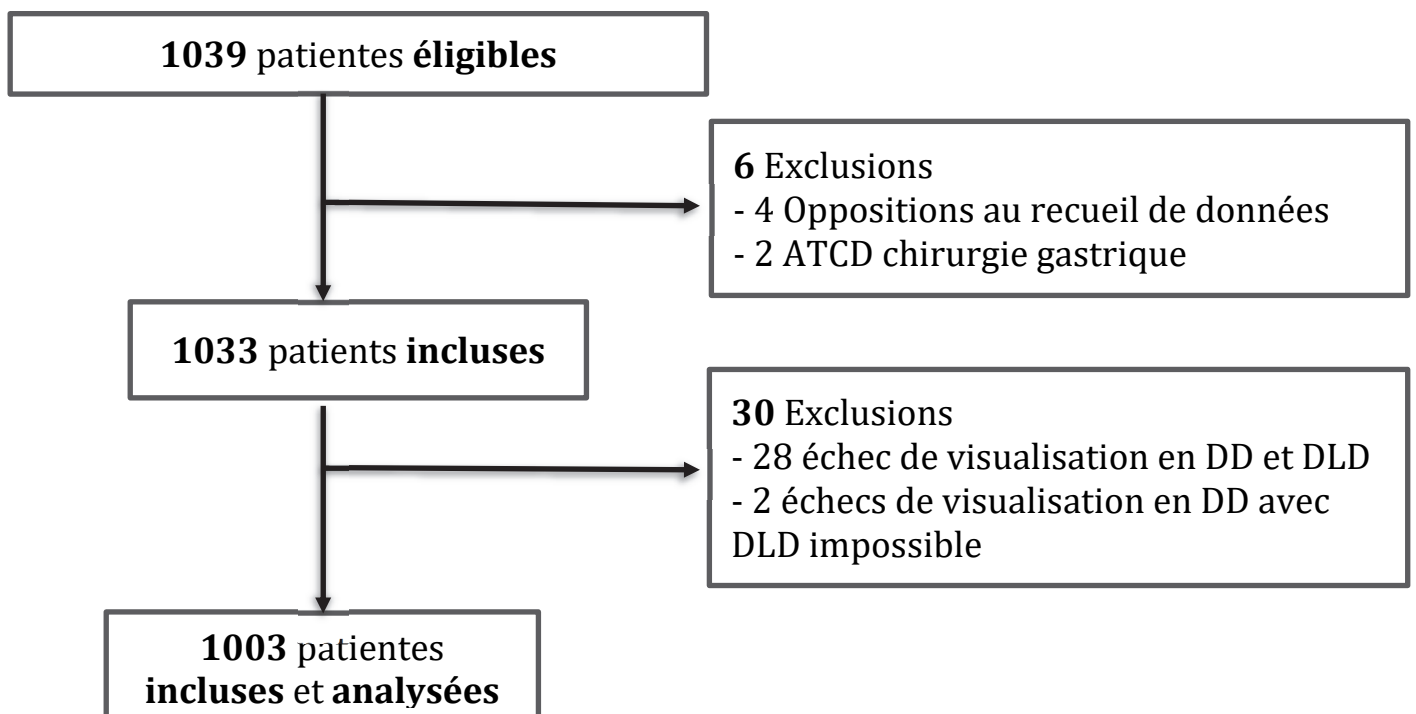 1039 patientes éligibles
6 Exclusions
- 4 Oppositions au recueil de données
- 2 ATCD chirurgie gastrique
1033 patients incluses
30 Exclusions
- 28 échec de visualisation en DD et DLD
- 2 échecs de visualisation en DD avec
DLD impossible
1003 patientes
incluses et analysées